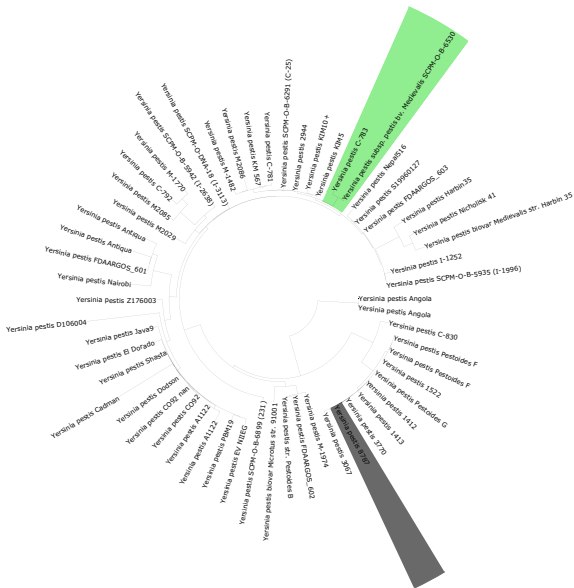 Yersinia pestis SCPM-O-B-6291 (C-25)
Yersinia pestis 2944
Yersinia pestis KIM10+
Yersinia pestis KIM5
Yersinia pestis C-783
Yersinia pestis subsp. pestis bv. Medievalis SCPM-O-B-6530
Yersinia pestis Nepal516
Yersinia pestis S19960127
Yersinia pestis FDAARGOS_603
Yersinia pestis Harbin35
Yersinia pestis Nicholisk 41
Yersinia pestis biovar Medievalis str. Harbin 35
Yersinia pestis I-1252
Yersinia pestis SCPM-O-B-5935 (I-1996)
Yersinia pestis Angola
Yersinia pestis Angola
Yersinia pestis C-830
Yersinia pestis Pestoides F
Yersinia pestis Pestoides F
Yersinia pestis 1522
Yersinia pestis Pestoides G
Yersinia pestis 1412
Yersinia pestis 1413
Yersinia pestis 3770
Yersinia pestis 8787
Yersinia pestis 3067
Yersinia pestis M-1974
Yersinia pestis FDAARGOS_602
Yersinia pestis str. Pestoides B
Yersinia pestis biovar Microtus str. 91001
Yersinia pestis SCPM-O-B-6899 (231)
Yersinia pestis EV NIIEG
Yersinia pestis PBM19
Yersinia pestis A1122
Yersinia pestis A1122
Yersinia pestis CO92
Yersinia pestis CO92 nan
Yersinia pestis Dodson
Yersinia pestis Cadman
Yersinia pestis Shasta
Yersinia pestis El Dorado
Yersinia pestis Java9
Yersinia pestis D106004
Yersinia pestis Z176003
Yersinia pestis Nairobi
Yersinia pestis FDAARGOS_601
Yersinia pestis Antiqua
Yersinia pestis Antiqua
Yersinia pestis M2029
Yersinia pestis M2085
Yersinia pestis C-792
Yersinia pestis M-1770
Yersinia pestis SCPM-O-B-5942 (I-2638)
Yersinia pestis SCPM-O-DNA-18 (I-3113)
Yersinia pestis M-1482
Yersinia pestis M2086
Yersinia pestis KM 567
Yersinia pestis C-781